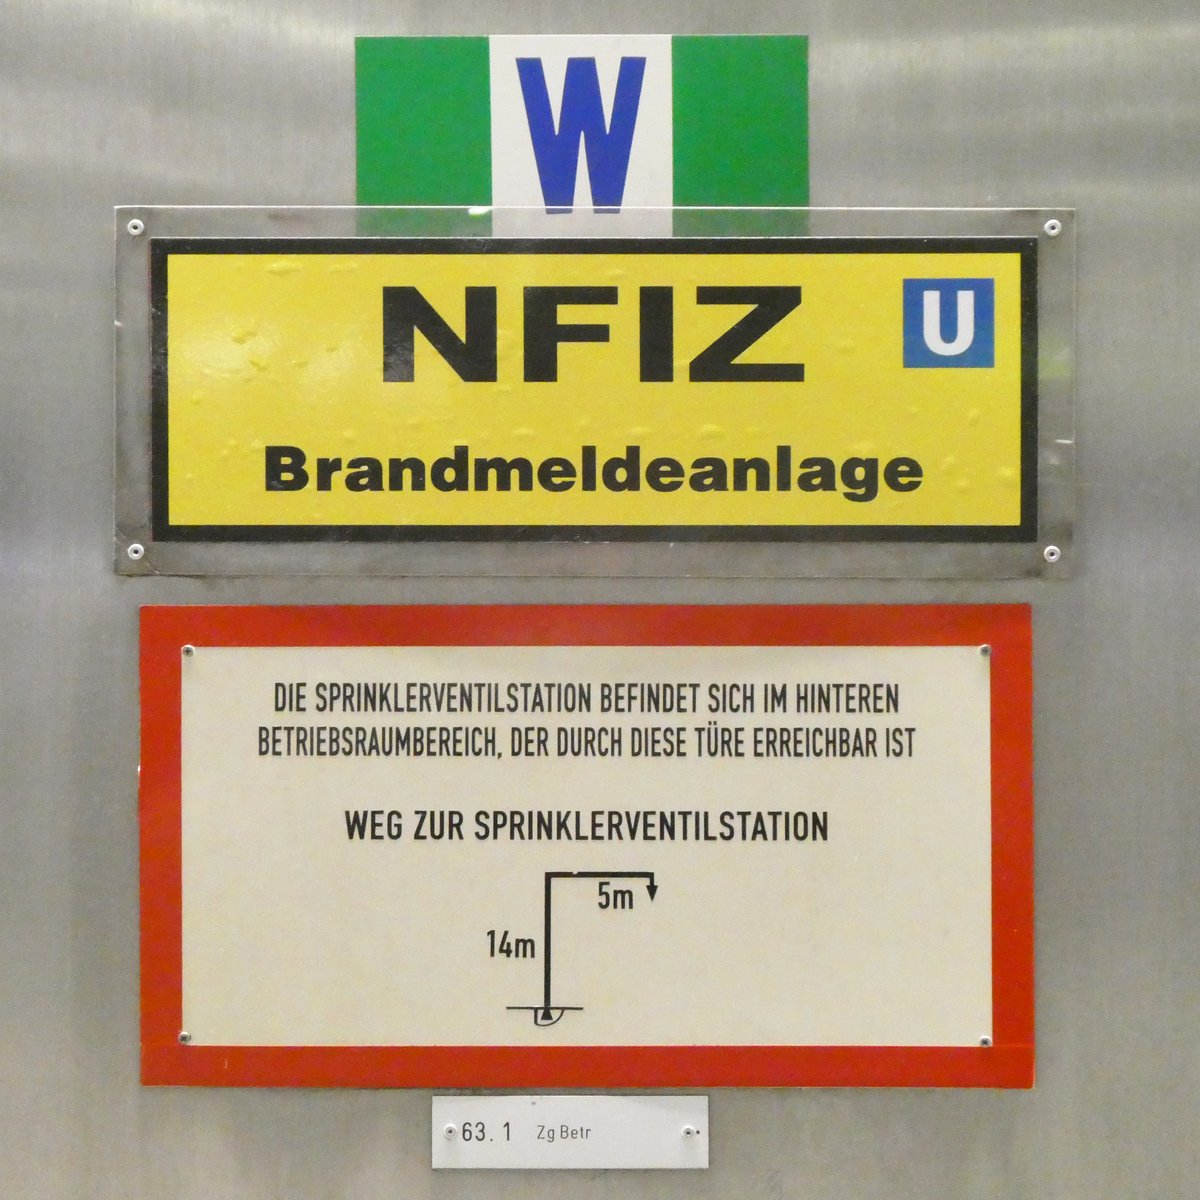 W
NFIZ
U
Brandmeldeanlage
DIE SPRINKLERVENTILSTATION BEFINDET SICH IM HINTEREN
BETRIEBSRAUMBEREICH, DER DURCH DIESE TÜRE ERREICHBAR IST
WEG ZUR SPRINKLERVENTILSTATION
5m
14m
63.1 Zg Betr